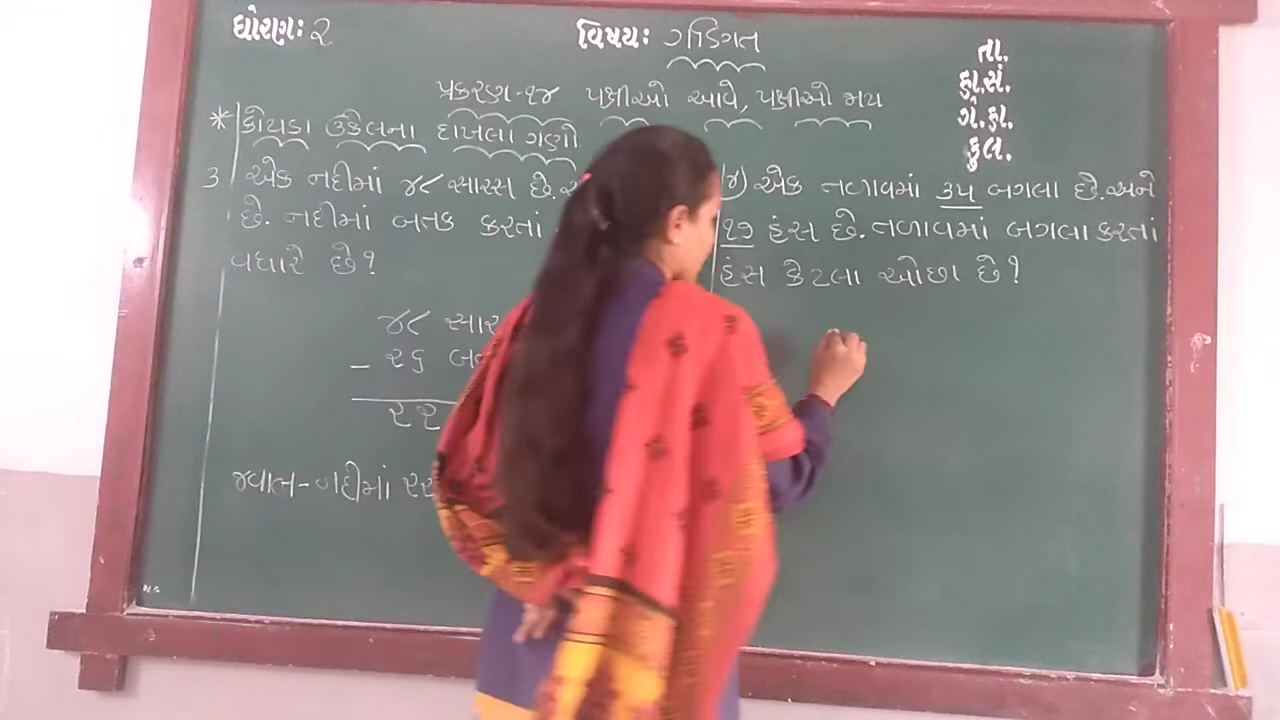 ધોરણઃ ૨
વિષયઃ ગણિત
તા.
હા.સં.
ગે.હા.
કુલ.
પ્રકરણ-૧૪ પક્ષીઓ આવે, પક્ષીઓ જાય
* કોયડા ઉકેલના દાખલા ગણો
૩ એક નદીમાં ૪૮ સારસ છે.
છે. નદીમાં બતક કરતાં
વધારે છે?
૪૮
- ૨૬
૨૨
જવાબ-નદીમાં ૨૨
(૪) એક તળાવમાં ૩૫ બગલા છે.અને
૧૭ હંસ છે.તળાવમાં બગલા કરતાં
હંસ કેટલા ઓછા છે?